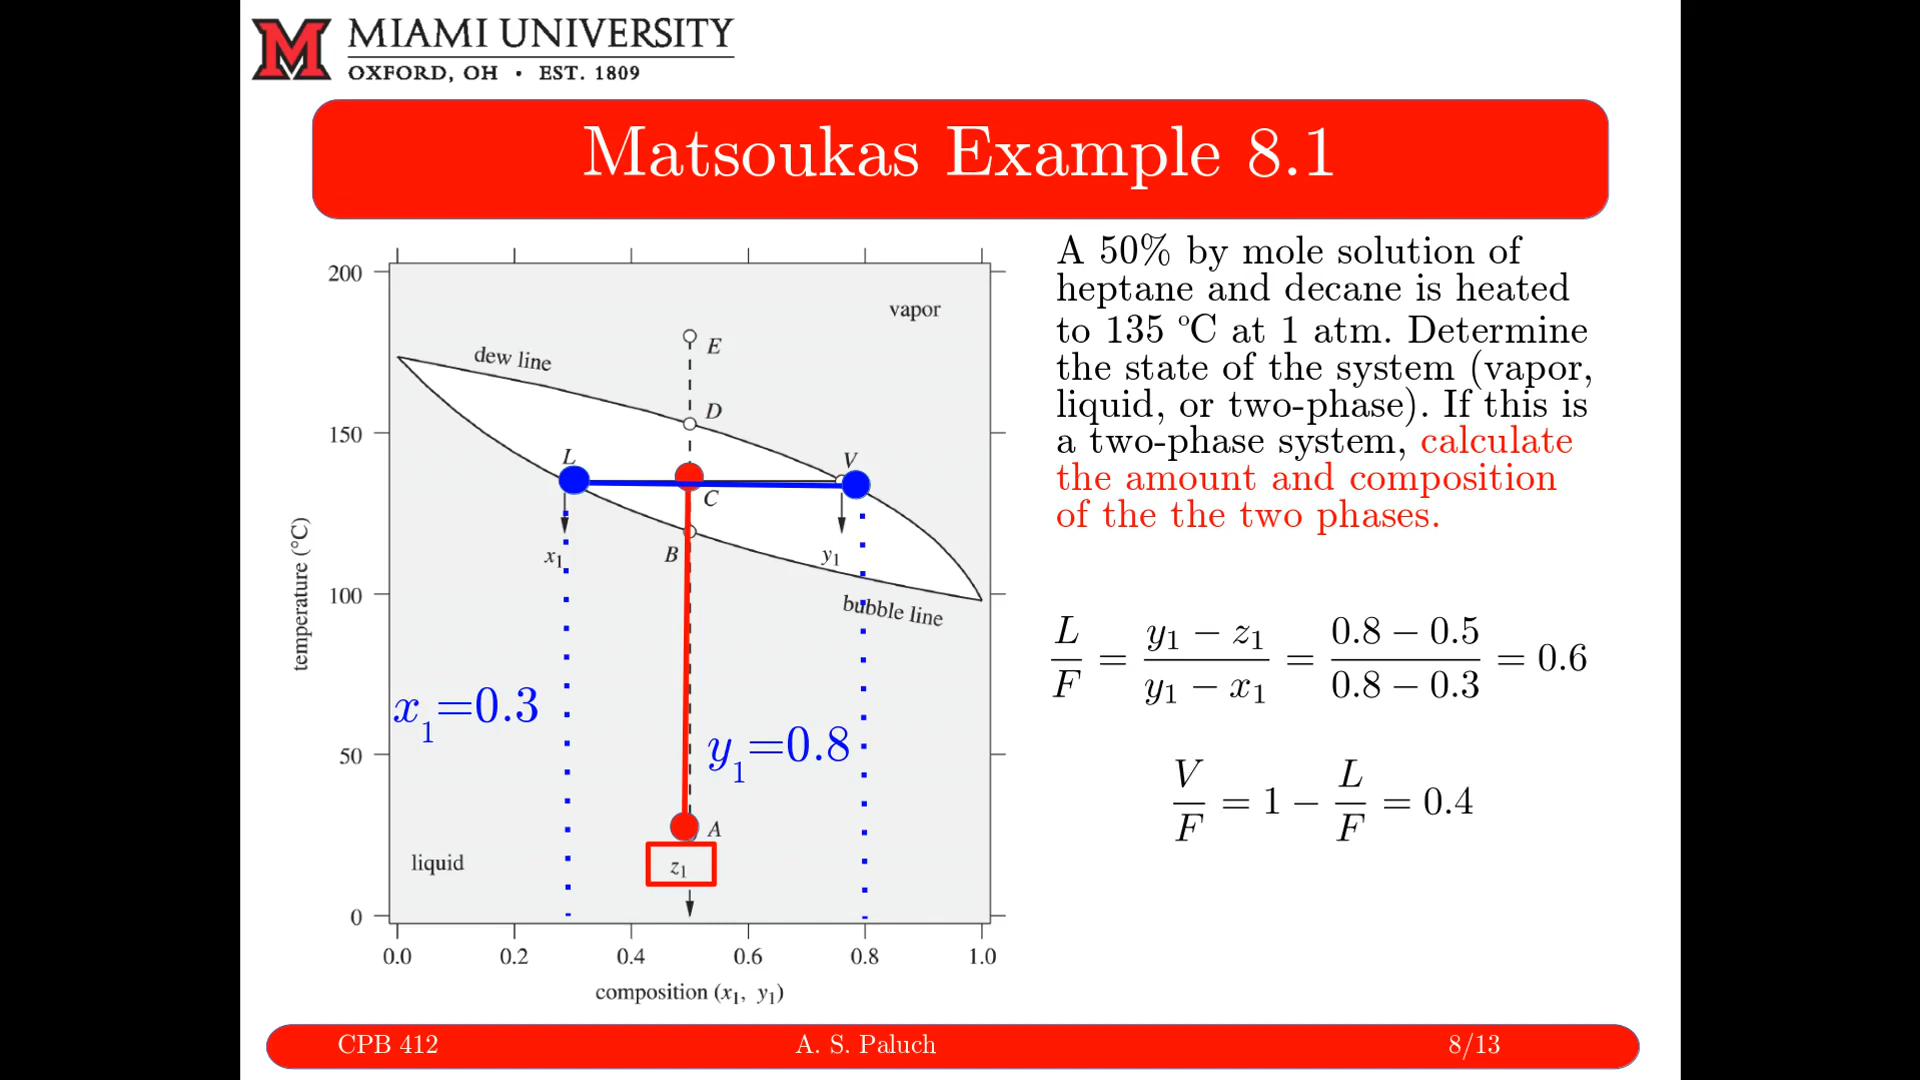 M MIAMI UNIVERSITY
OXFORD, OH • EST. 1809
Matsoukas Example 8.1
A 50% by mole solution of
heptane and decane is heated
to 135 °C at 1 atm. Determine
the state of the system (vapor,
liquid, or two-phase). If this is
a two-phase system, calculate
the amount and composition
of the the two phases.
L/F = (y₁ − z₁)/(y₁ − x₁) = (0.8 − 0.5)/(0.8 − 0.3) = 0.6
V/F = 1 − L/F = 0.4
200
150
100
50
0
temperature (°C)
vapor
E
dew line
D
L
V
C
B
x₁
y₁
bubble line
x₁=0.3
y₁=0.8
A
liquid
z₁
0.0 0.2 0.4 0.6 0.8 1.0
composition (x₁, y₁)
CPB 412 A. S. Paluch 8/13